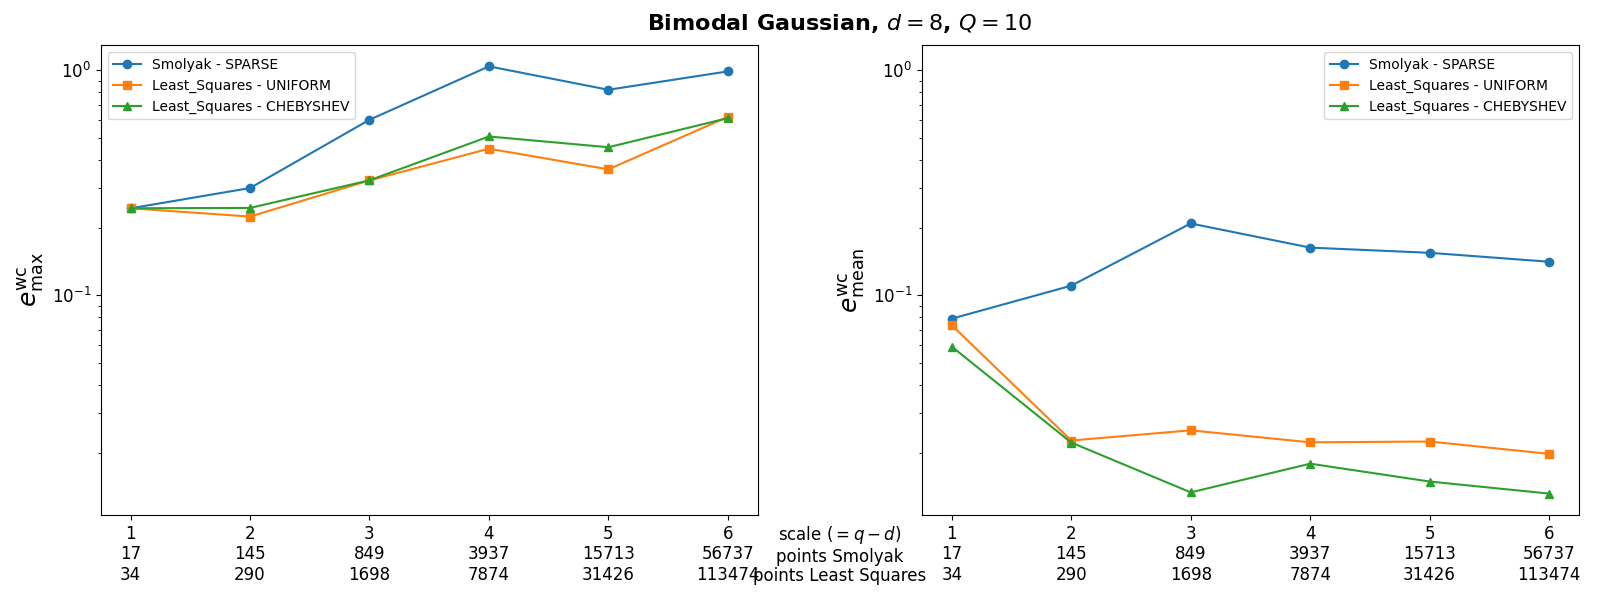 Bimodal Gaussian, d = 8, Q = 10
Smolyak - SPARSE
Least_Squares - UNIFORM
Least_Squares - CHEBYSHEV
10^0
10^-1
e^wc_max
1 2 3 4 5 6
17 145 849 3937 15713 56737
34 290 1698 7874 31426 113474
scale (= q − d)
points Smolyak
points Least Squares
Smolyak - SPARSE
Least_Squares - UNIFORM
Least_Squares - CHEBYSHEV
10^0
10^-1
e^wc_mean
1 2 3 4 5 6
17 145 849 3937 15713 56737
34 290 1698 7874 31426 113474